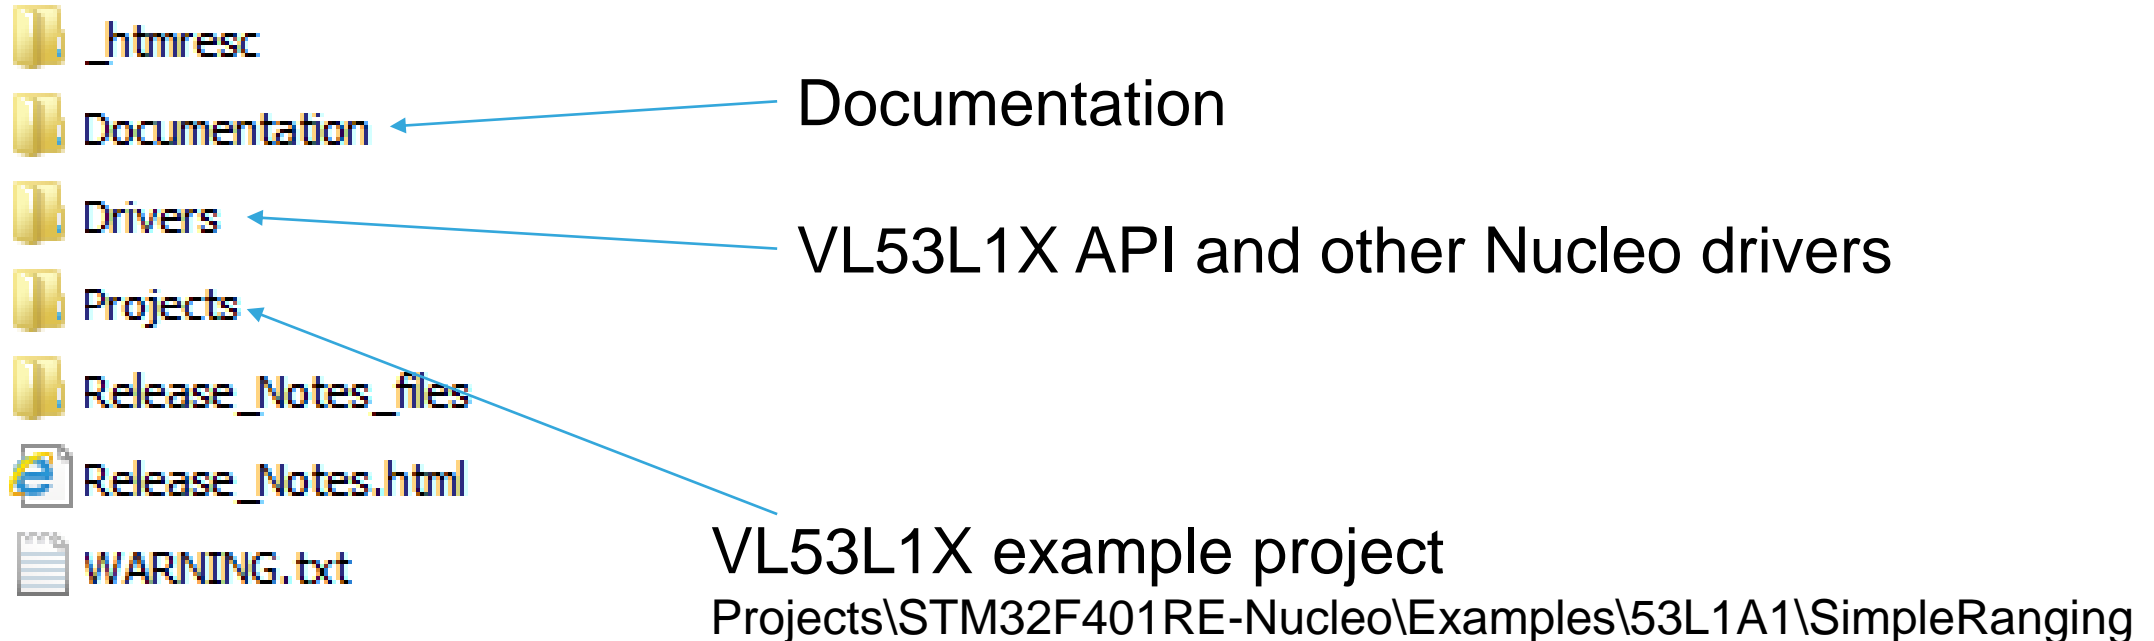 _htmresc
Documentation
Documentation
Drivers
VL53L1X API and other Nucleo drivers
Projects
Release_Notes_files
Release_Notes.html
WARNING.txt
VL53L1X example project
Projects\STM32F401RE-Nucleo\Examples\53L1A1\SimpleRanging